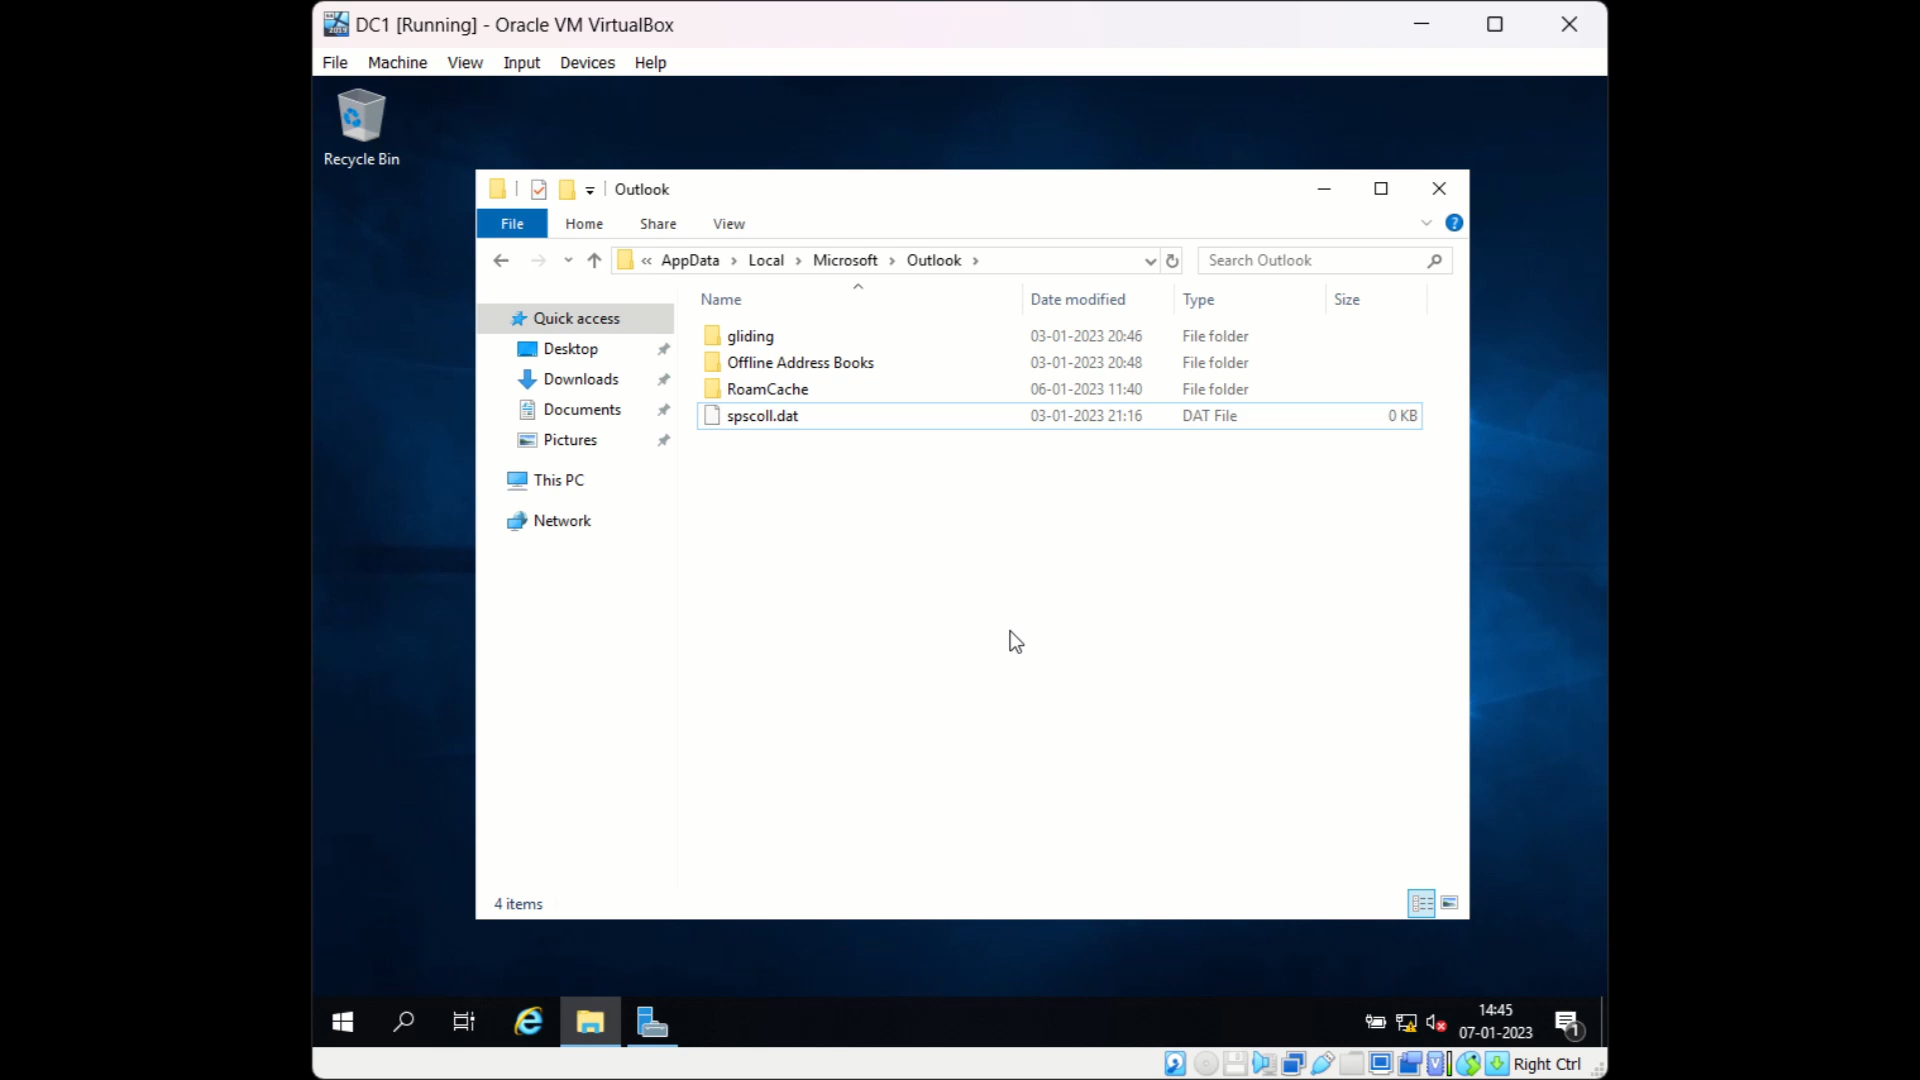 DC1 [Running] - Oracle VM VirtualBox
File Machine View Input Devices Help
Recycle Bin
Outlook
File Home Share View
« AppData › Local › Microsoft › Outlook ›
Search Outlook
Name Date modified Type Size
Quick access
Desktop
Downloads
Documents
Pictures
This PC
Network
gliding 03-01-2023 20:46 File folder
Offline Address Books 03-01-2023 20:48 File folder
RoamCache 06-01-2023 11:40 File folder
spscoll.dat 03-01-2023 21:16 DAT File 0 KB
4 items
14:45
07-01-2023
1
Right Ctrl